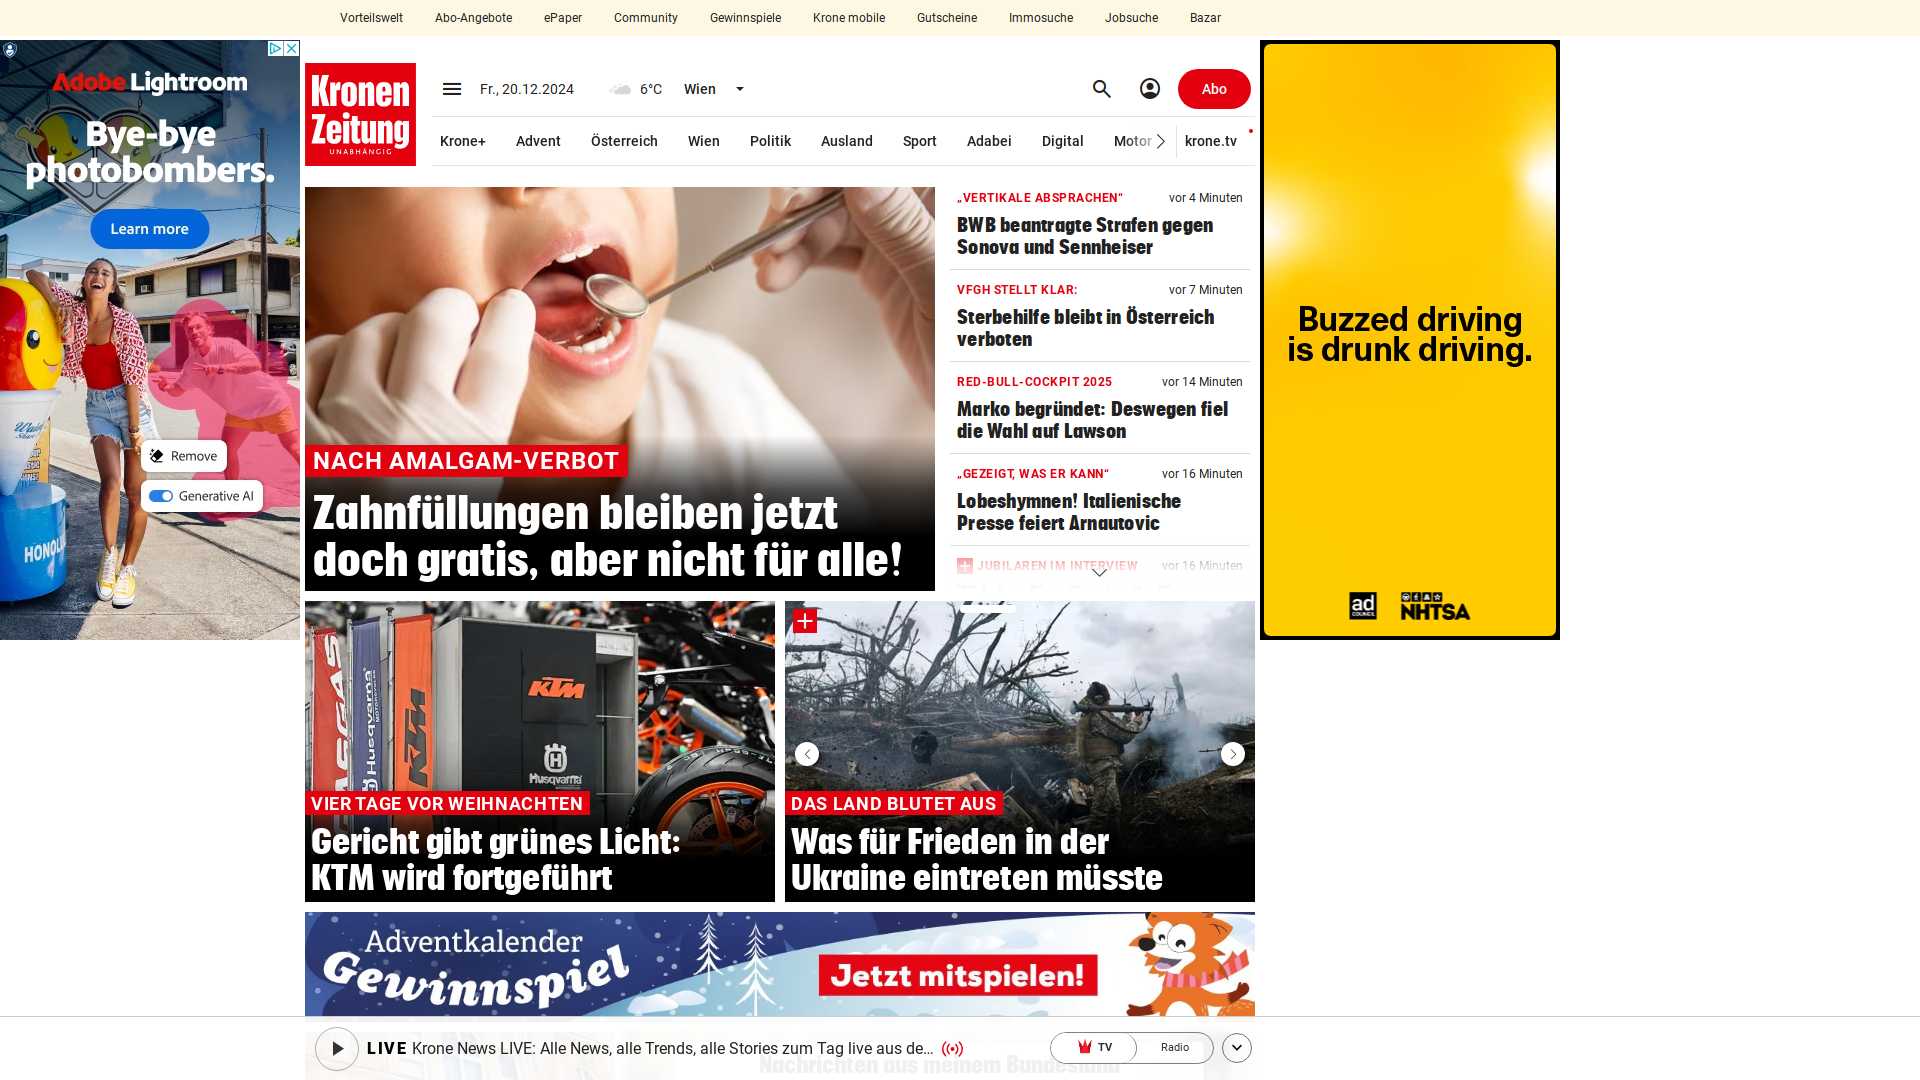 Vorteilswelt
Abo-Angebote
ePaper
Community
Gewinnspiele
Krone mobile
Gutscheine
Immosuche
Jobsuche
Bazar
Adobe Lightroom
Bye-bye
photobombers.
Learn more
Remove
Generative AI
Kronen
Zeitung
UNABHÄNGIG
Fr., 20.12.2024
6°C
Wien
Abo
Krone+
Advent
Österreich
Wien
Politik
Ausland
Sport
Adabei
Digital
Motor
krone.tv
NACH AMALGAM-VERBOT
Zahnfüllungen bleiben jetzt
doch gratis, aber nicht für alle!
„VERTIKALE ABSPRACHEN“
vor 4 Minuten
BWB beantragte Strafen gegen
Sonova und Sennheiser
VFGH STELLT KLAR:
vor 7 Minuten
Sterbehilfe bleibt in Österreich
verboten
RED-BULL-COCKPIT 2025
vor 14 Minuten
Marko begründet: Deswegen fiel
die Wahl auf Lawson
„GEZEIGT, WAS ER KANN“
vor 16 Minuten
Lobeshymnen! Italienische
Presse feiert Arnautovic
JUBILAREN IM INTERVIEW
vor 16 Minuten
Buzzed driving
is drunk driving.
ad
COUNCIL
NHTSA
GASGAS
Husqvarna
KTM
KTM
Husqvarna
VIER TAGE VOR WEIHNACHTEN
Gericht gibt grünes Licht:
KTM wird fortgeführt
DAS LAND BLUTET AUS
Was für Frieden in der
Ukraine eintreten müsste
Adventkalender
Gewinnspiel
Jetzt mitspielen!
LIVE Krone News LIVE: Alle News, alle Trends, alle Stories zum Tag live aus de…
TV
Radio
Nachrichten aus meinem Bundesland